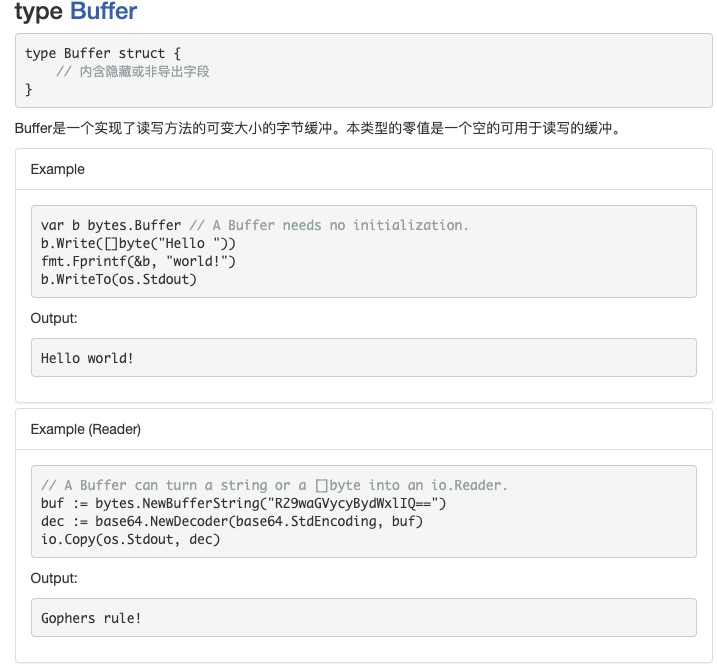 type Buffer
type Buffer struct {
    // 内含隐藏或非导出字段
}
Buffer是一个实现了读写方法的可变大小的字节缓冲。本类型的零值是一个空的可用于读写的缓冲。
Example
var b bytes.Buffer // A Buffer needs no initialization.
b.Write([]byte("Hello "))
fmt.Fprintf(&b, "world!")
b.WriteTo(os.Stdout)
Output:
Hello world!
Example (Reader)
// A Buffer can turn a string or a []byte into an io.Reader.
buf := bytes.NewBufferString("R29waGVycyBydWxlIQ==")
dec := base64.NewDecoder(base64.StdEncoding, buf)
io.Copy(os.Stdout, dec)
Output:
Gophers rule!